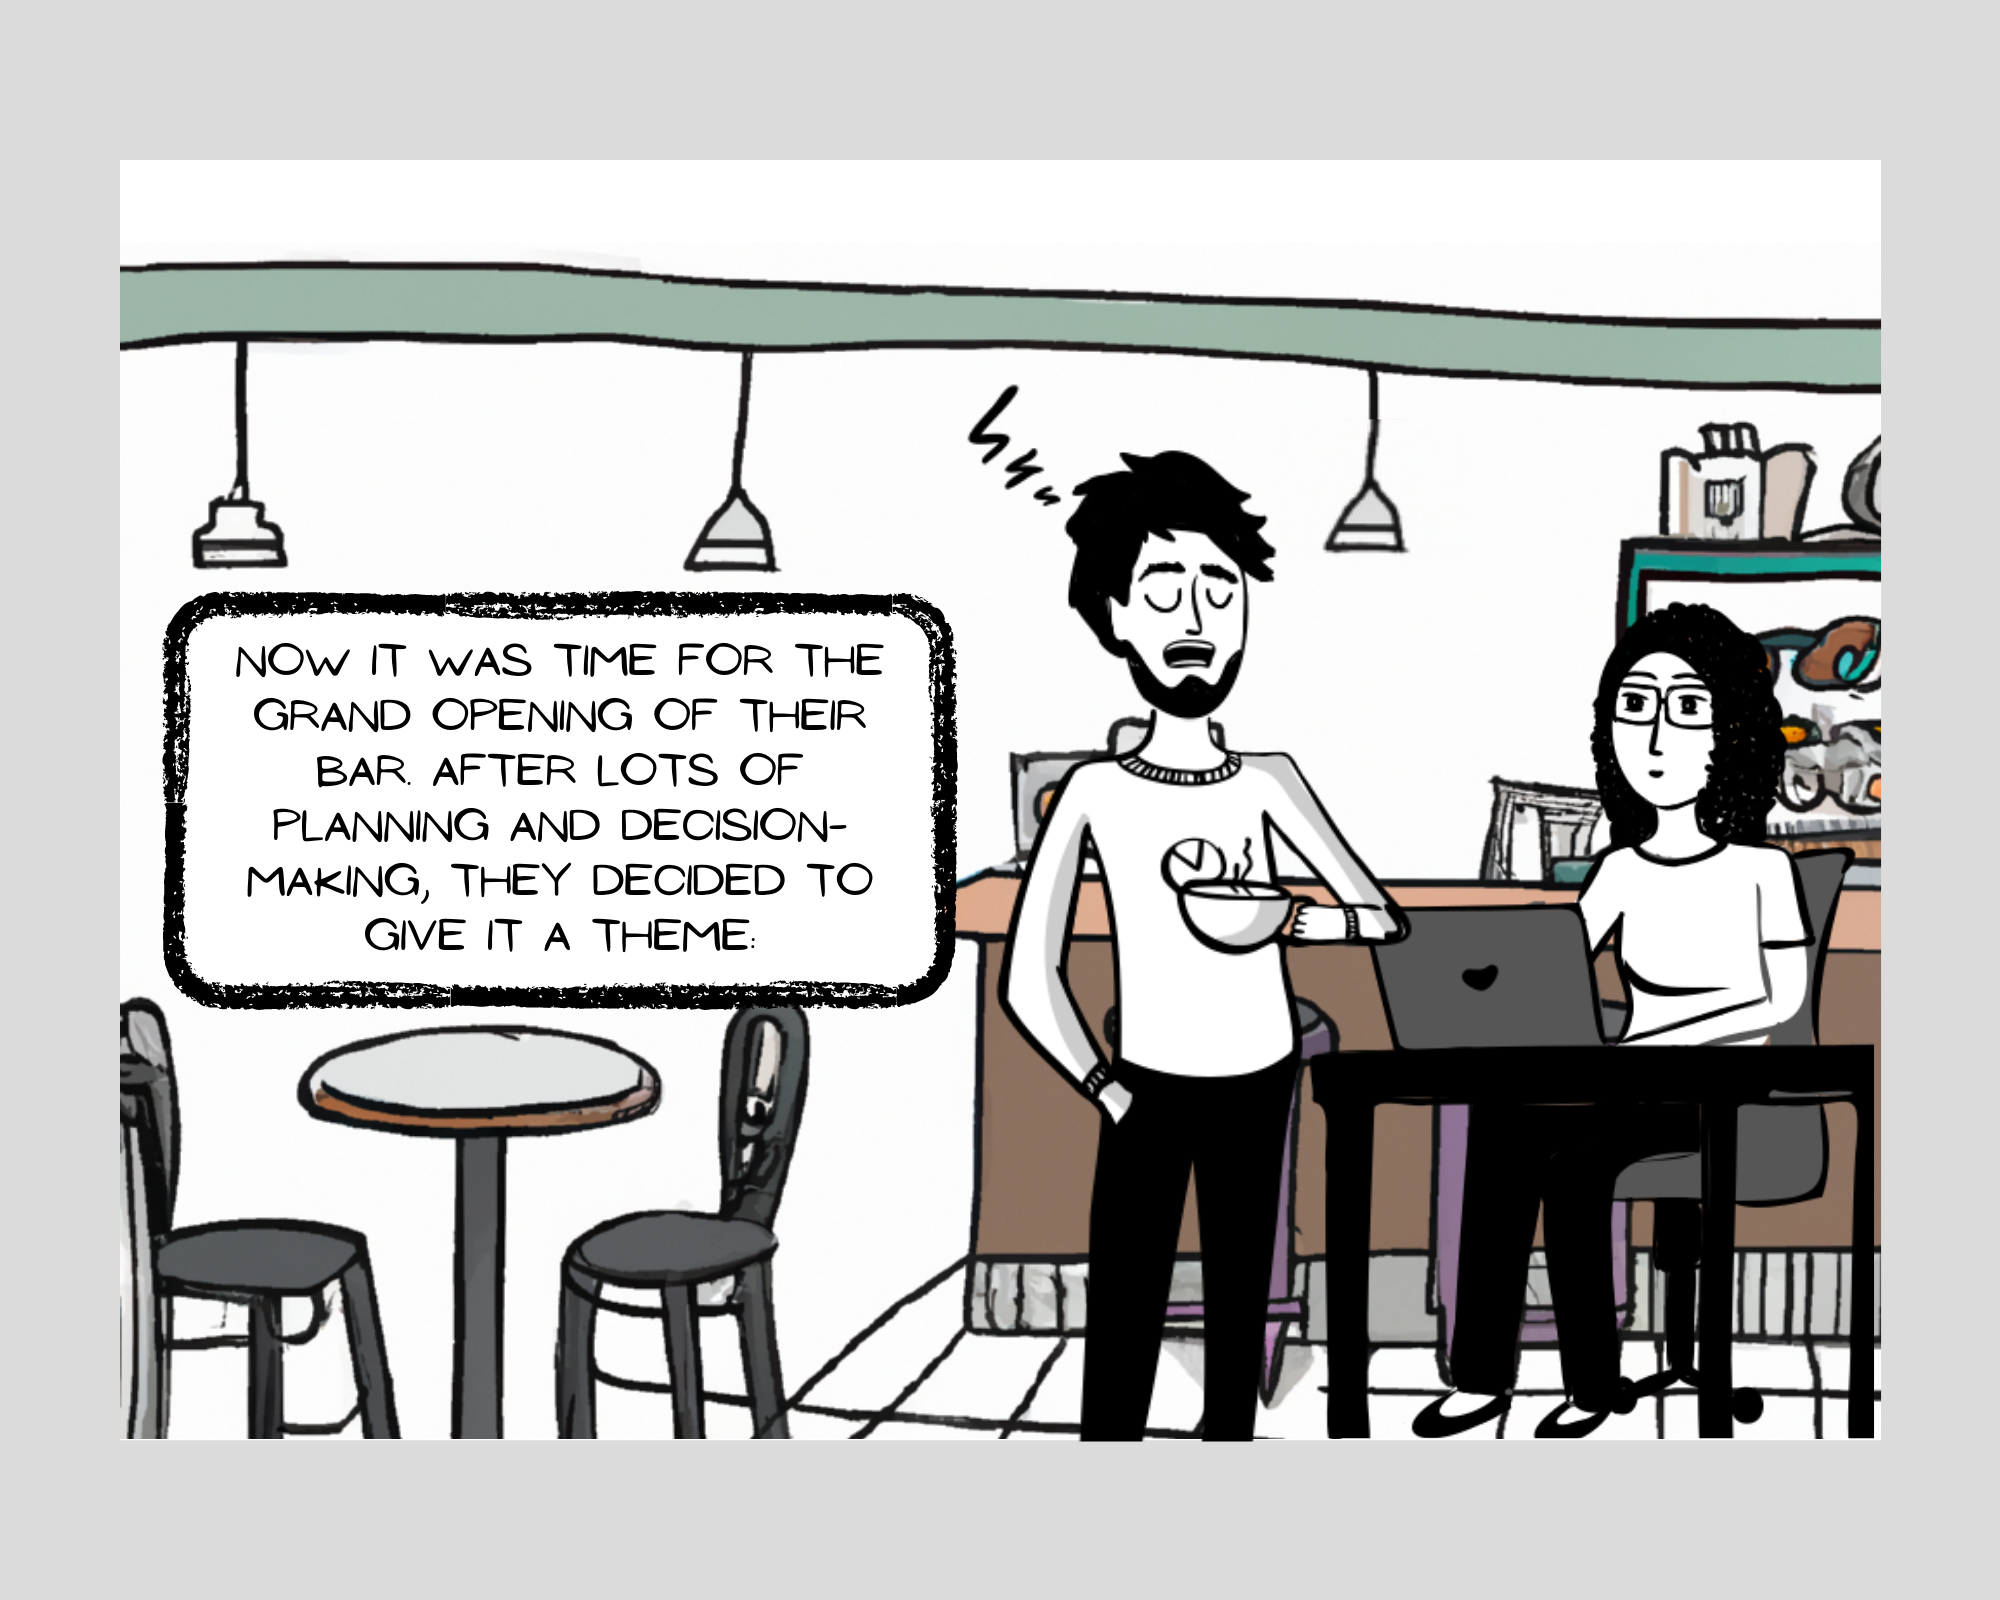 NOW IT WAS TIME FOR THE
GRAND OPENING OF THEIR
BAR. AFTER LOTS OF
PLANNING AND DECISION-
MAKING, THEY DECIDED TO
GIVE IT A THEME: